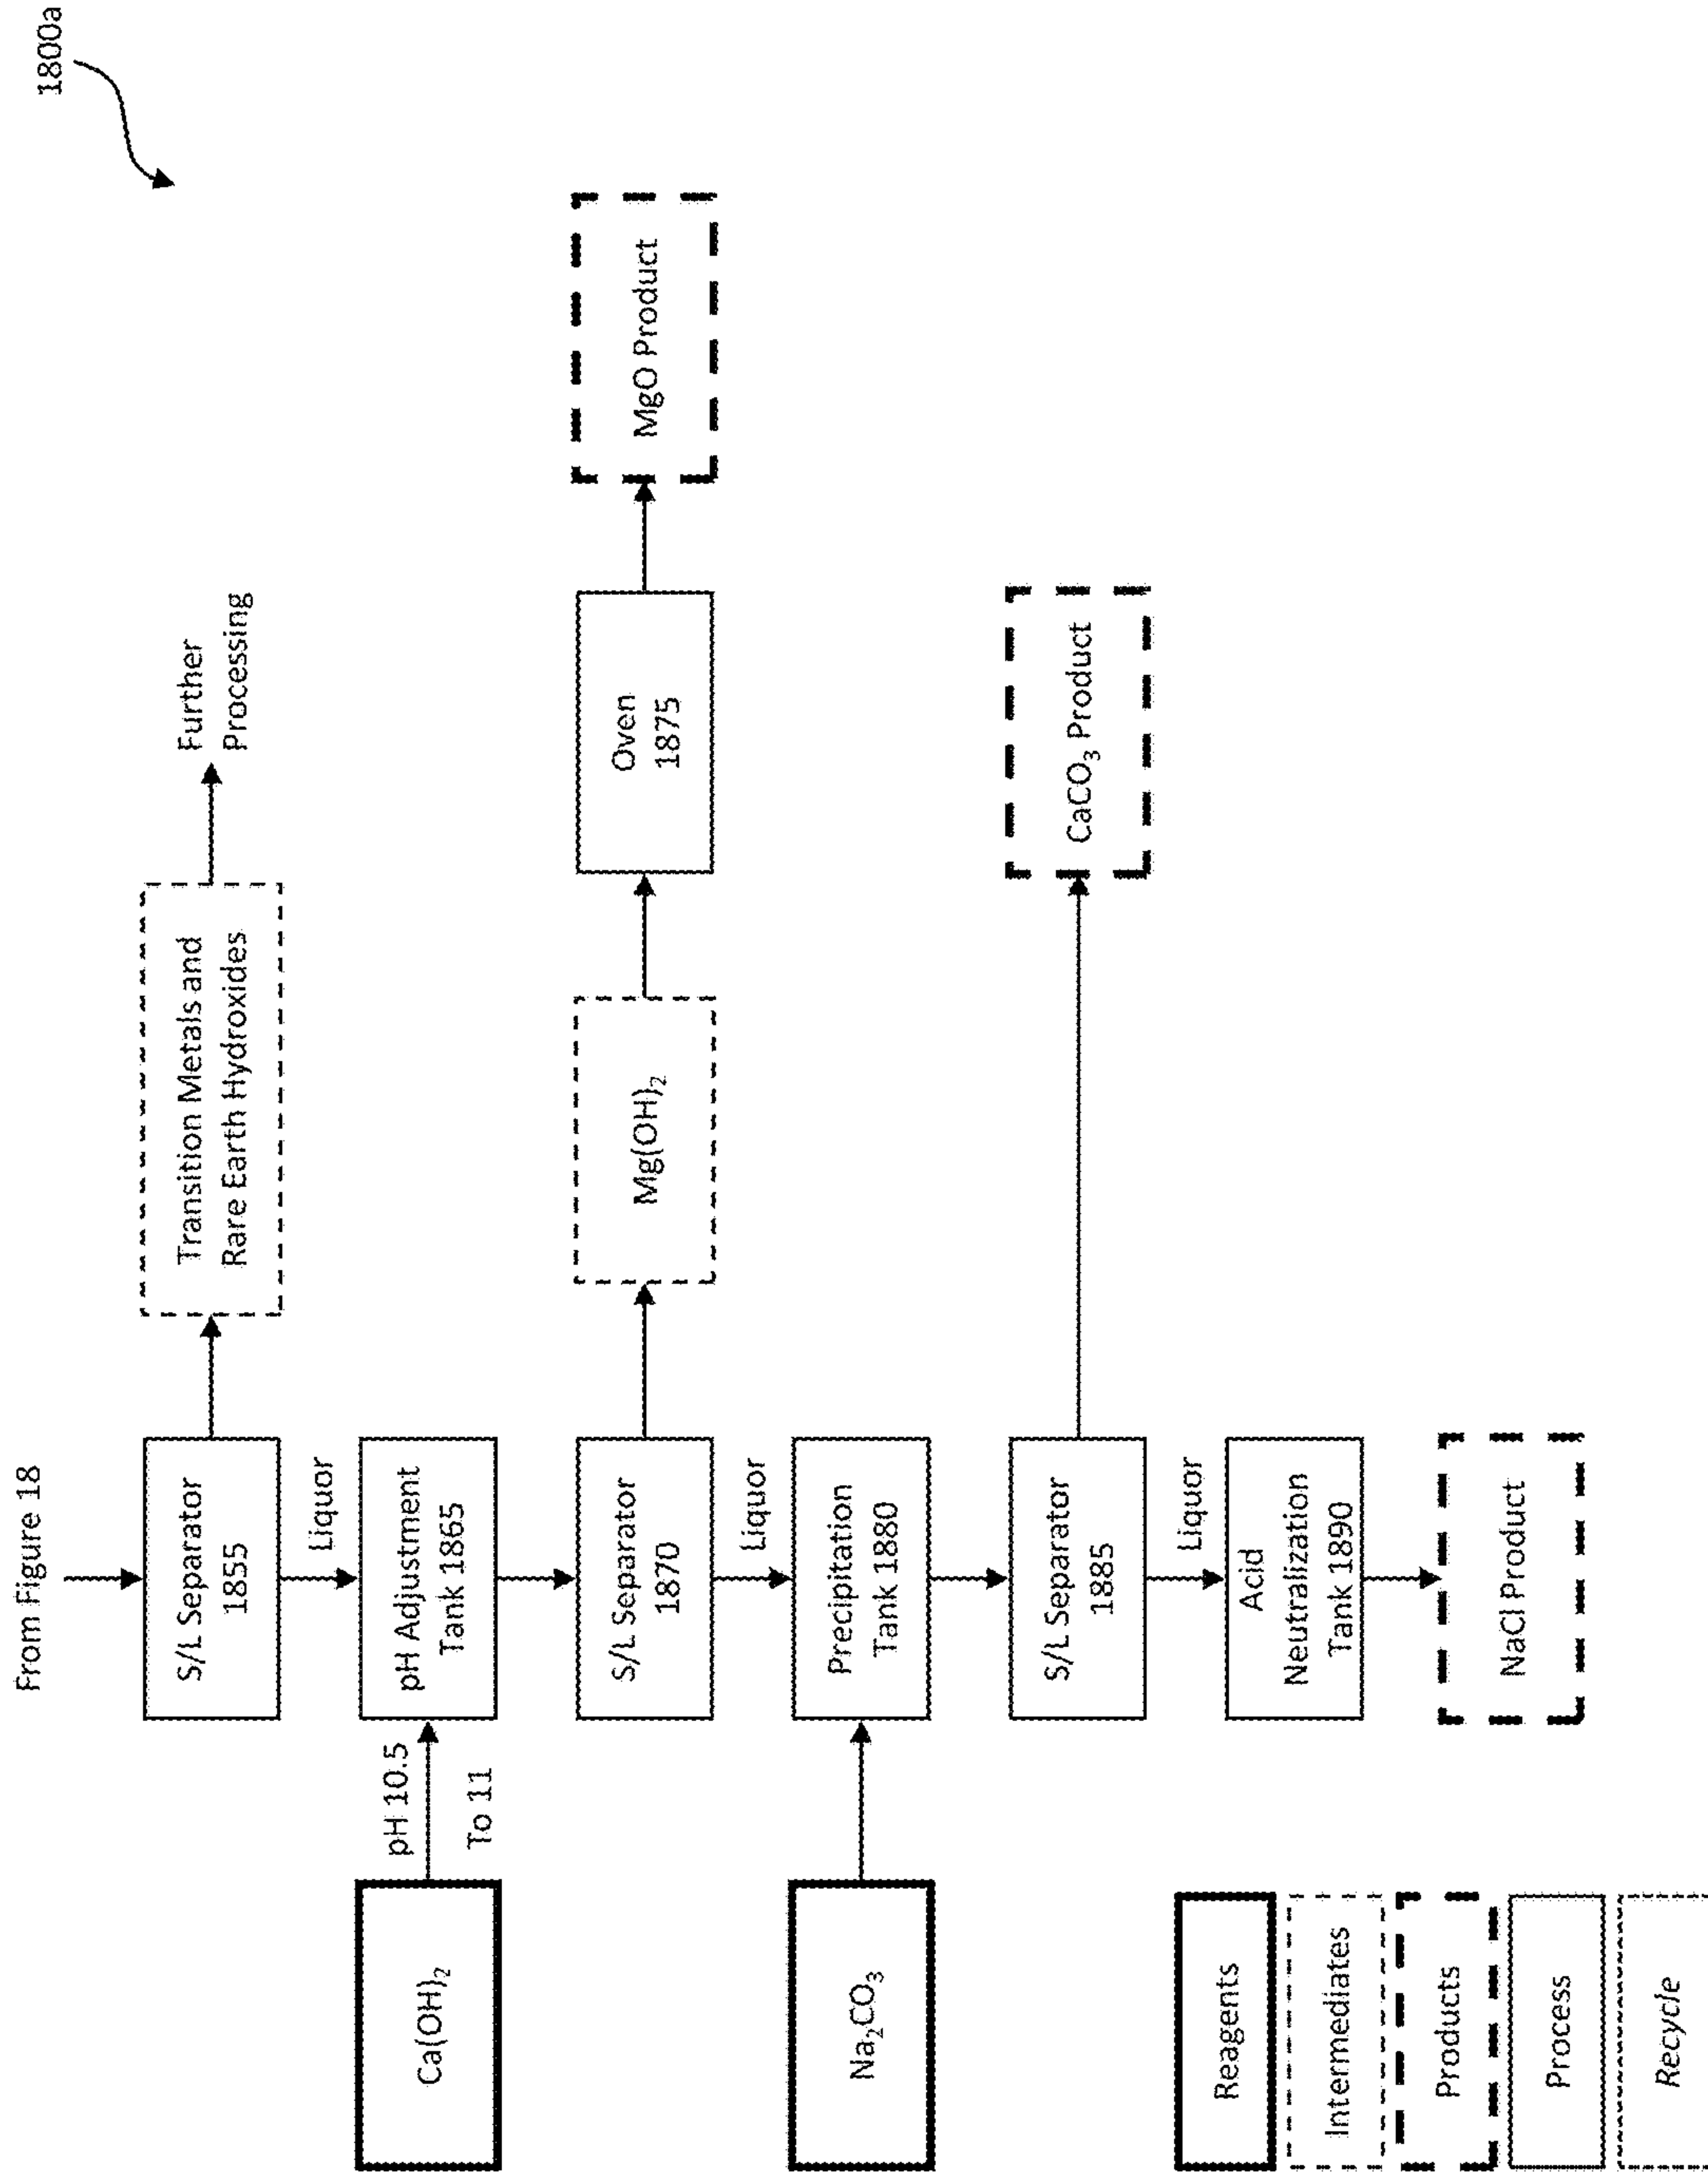 1800a
From Figure 18
S/L Separator
1855
Transition Metals and
Rare Earth Hydroxides
Further
Processing
Liquor
Ca(OH)₂
pH 10.5
To 11
pH Adjustment
Tank 1865
S/L Separator
1870
Mg(OH)₂
Oven
1875
MgO Product
Liquor
Na₂CO₃
Precipitation
Tank 1880
S/L Separator
1885
CaCO₃ Product
Liquor
Acid
Neutralization
Tank 1890
NaCl Product
Reagents
Intermediates
Products
Process
Recycle